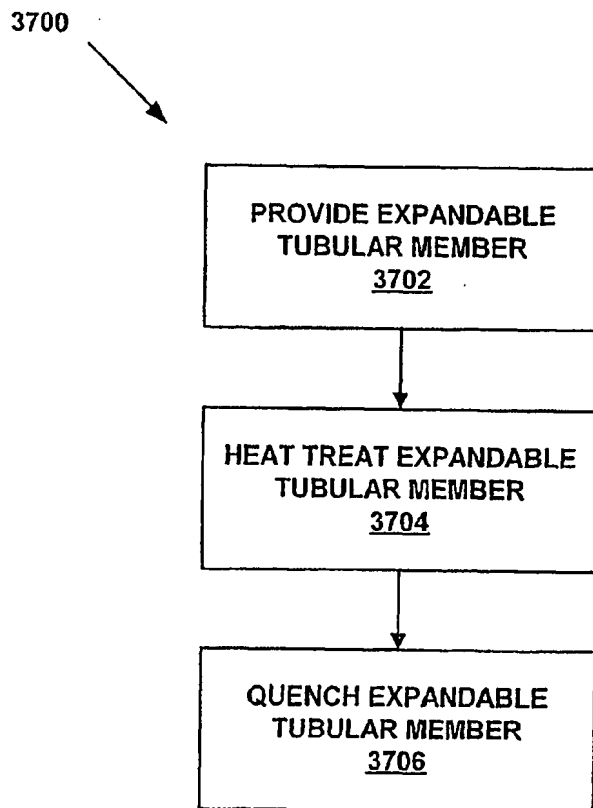 3700
PROVIDE EXPANDABLE
TUBULAR MEMBER
3702
HEAT TREAT EXPANDABLE
TUBULAR MEMBER
3704
QUENCH EXPANDABLE
TUBULAR MEMBER
3706